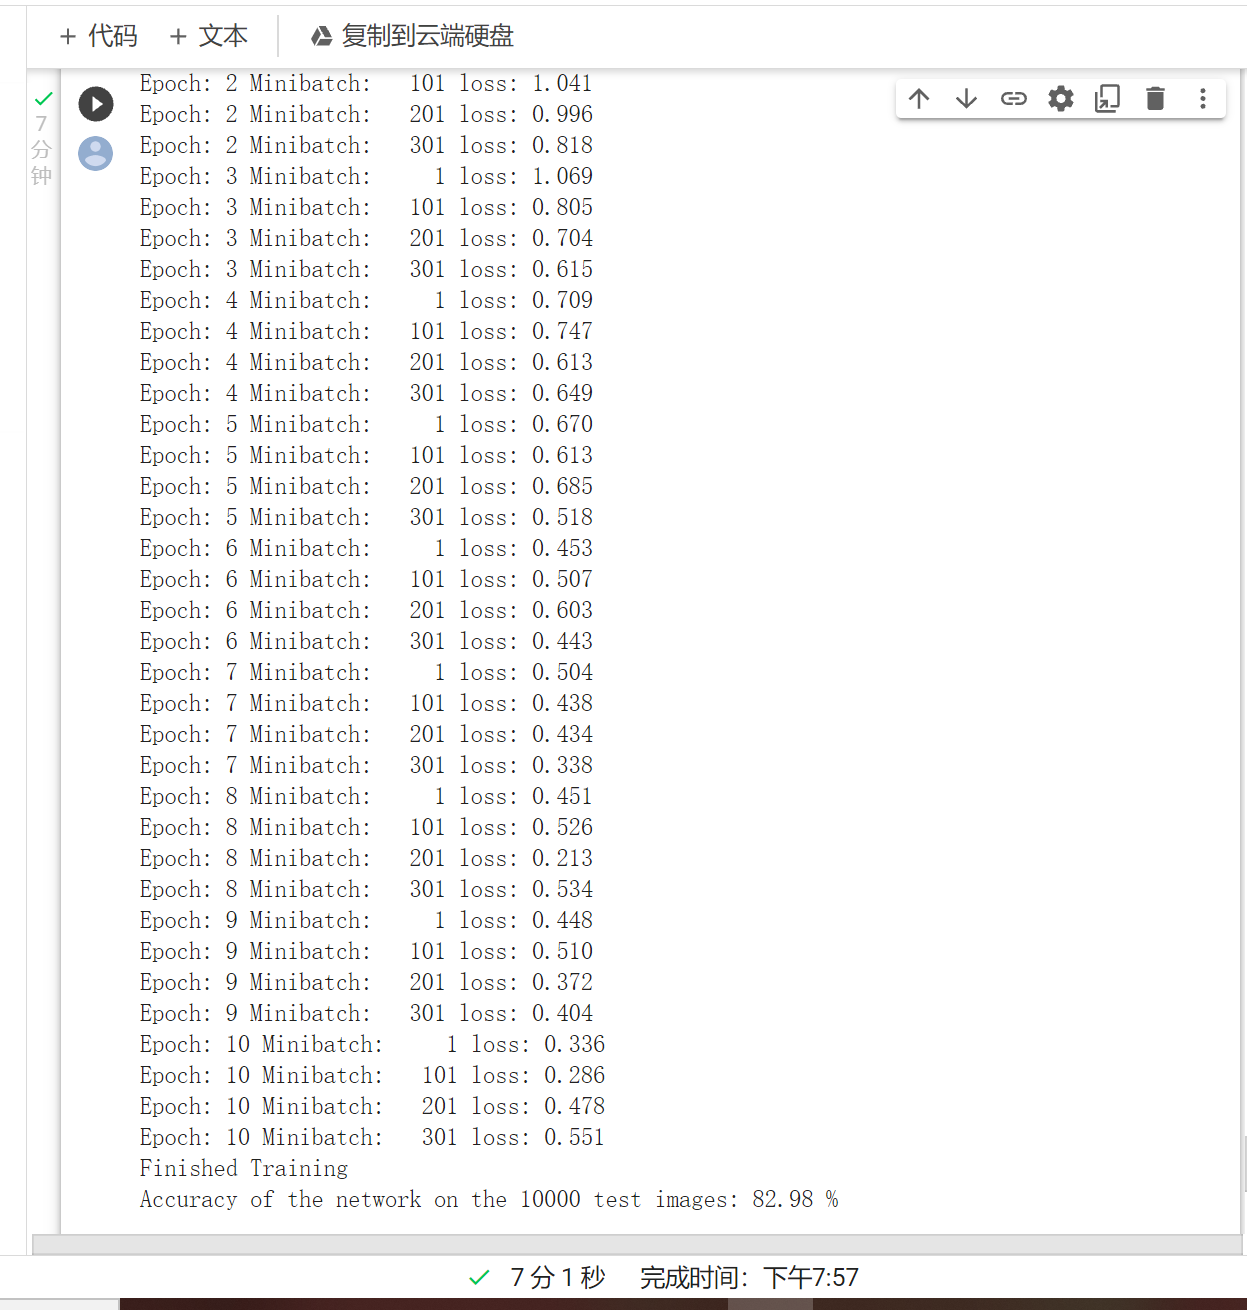 + 代码 + 文本 复制到云端硬盘
7
分
钟
Epoch: 2 Minibatch: 101 loss: 1.041
Epoch: 2 Minibatch: 201 loss: 0.996
Epoch: 2 Minibatch: 301 loss: 0.818
Epoch: 3 Minibatch: 1 loss: 1.069
Epoch: 3 Minibatch: 101 loss: 0.805
Epoch: 3 Minibatch: 201 loss: 0.704
Epoch: 3 Minibatch: 301 loss: 0.615
Epoch: 4 Minibatch: 1 loss: 0.709
Epoch: 4 Minibatch: 101 loss: 0.747
Epoch: 4 Minibatch: 201 loss: 0.613
Epoch: 4 Minibatch: 301 loss: 0.649
Epoch: 5 Minibatch: 1 loss: 0.670
Epoch: 5 Minibatch: 101 loss: 0.613
Epoch: 5 Minibatch: 201 loss: 0.685
Epoch: 5 Minibatch: 301 loss: 0.518
Epoch: 6 Minibatch: 1 loss: 0.453
Epoch: 6 Minibatch: 101 loss: 0.507
Epoch: 6 Minibatch: 201 loss: 0.603
Epoch: 6 Minibatch: 301 loss: 0.443
Epoch: 7 Minibatch: 1 loss: 0.504
Epoch: 7 Minibatch: 101 loss: 0.438
Epoch: 7 Minibatch: 201 loss: 0.434
Epoch: 7 Minibatch: 301 loss: 0.338
Epoch: 8 Minibatch: 1 loss: 0.451
Epoch: 8 Minibatch: 101 loss: 0.526
Epoch: 8 Minibatch: 201 loss: 0.213
Epoch: 8 Minibatch: 301 loss: 0.534
Epoch: 9 Minibatch: 1 loss: 0.448
Epoch: 9 Minibatch: 101 loss: 0.510
Epoch: 9 Minibatch: 201 loss: 0.372
Epoch: 9 Minibatch: 301 loss: 0.404
Epoch: 10 Minibatch: 1 loss: 0.336
Epoch: 10 Minibatch: 101 loss: 0.286
Epoch: 10 Minibatch: 201 loss: 0.478
Epoch: 10 Minibatch: 301 loss: 0.551
Finished Training
Accuracy of the network on the 10000 test images: 82.98 %
7 分 1 秒 完成时间：下午7:57